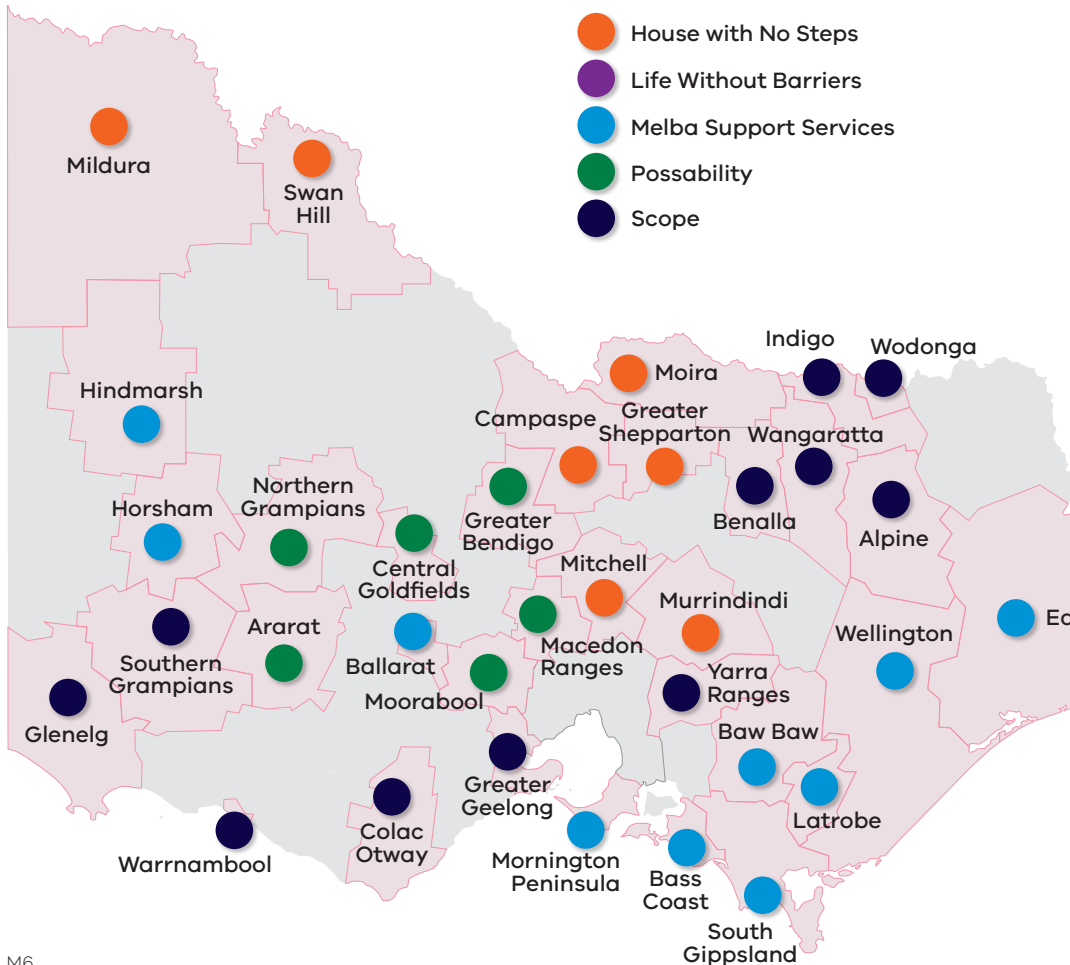 House with No Steps
Life Without Barriers
Melba Support Services
Possability
Scope
Mildura
Swan
Hill
Indigo
Wodonga
Moira
Hindmarsh
Campaspe
Greater
Shepparton
Wangaratta
Horsham
Northern
Grampians
Greater
Bendigo
Benalla
Alpine
Central
Goldfields
Mitchell
Murrindindi
Ararat
Ballarat
Macedon
Ranges
Wellington
Southern
Grampians
Moorabool
Yarra
Ranges
Glenelg
Baw Baw
Greater
Geelong
Latrobe
Colac
Otway
Warrnambool
Mornington
Peninsula
Bass
Coast
South
Gippsland
M6